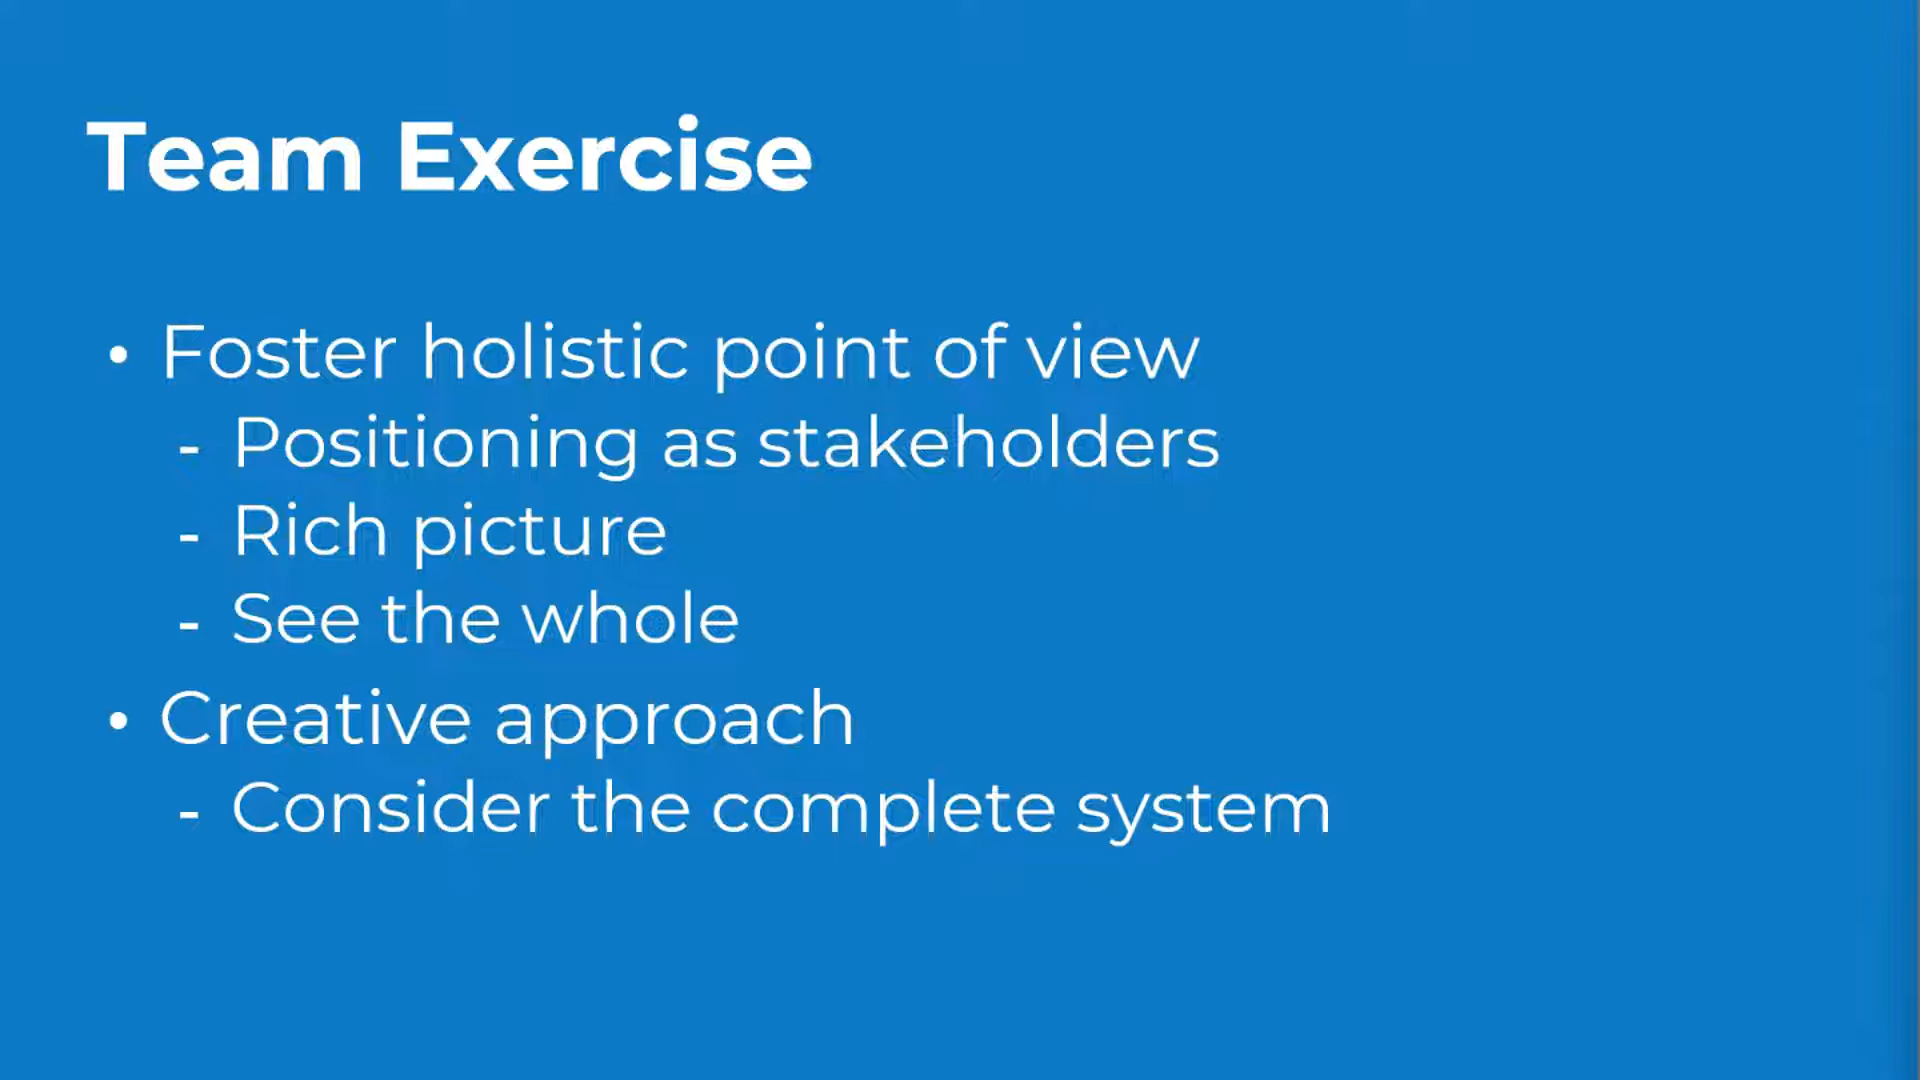 Team Exercise
• Foster holistic point of view
- Positioning as stakeholders
- Rich picture
- See the whole
• Creative approach
- Consider the complete system